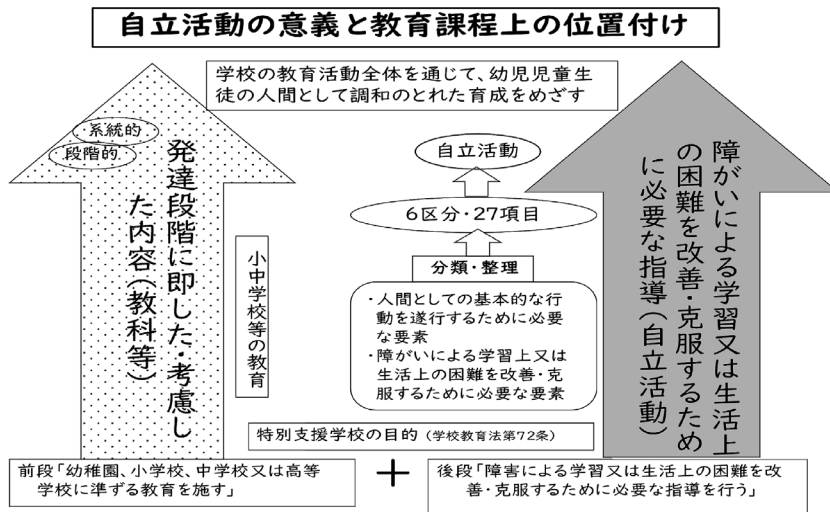 自立活動の意義と教育課程上の位置付け
学校の教育活動全体を通じて、幼児児童生
徒の人間として調和のとれた育成をめざす
系統的
段階的
発達段階に即した・考慮し
た内容(教科等)
小中学校等の教育
自立活動
6区分・27項目
分類・整理
・人間としての基本的な行
動を遂行するために必要
な要素
・障がいによる学習上又は
生活上の困難を改善・克
服するために必要な要素
障がいによる学習又は生活上
の困難を改善・克服するため
に必要な指導(自立活動)
特別支援学校の目的(学校教育法第72条)
前段「幼稚園、小学校、中学校又は高等
学校に準ずる教育を施す」
+
後段「障害による学習又は生活上の困難を改
善・克服するために必要な指導を行う」